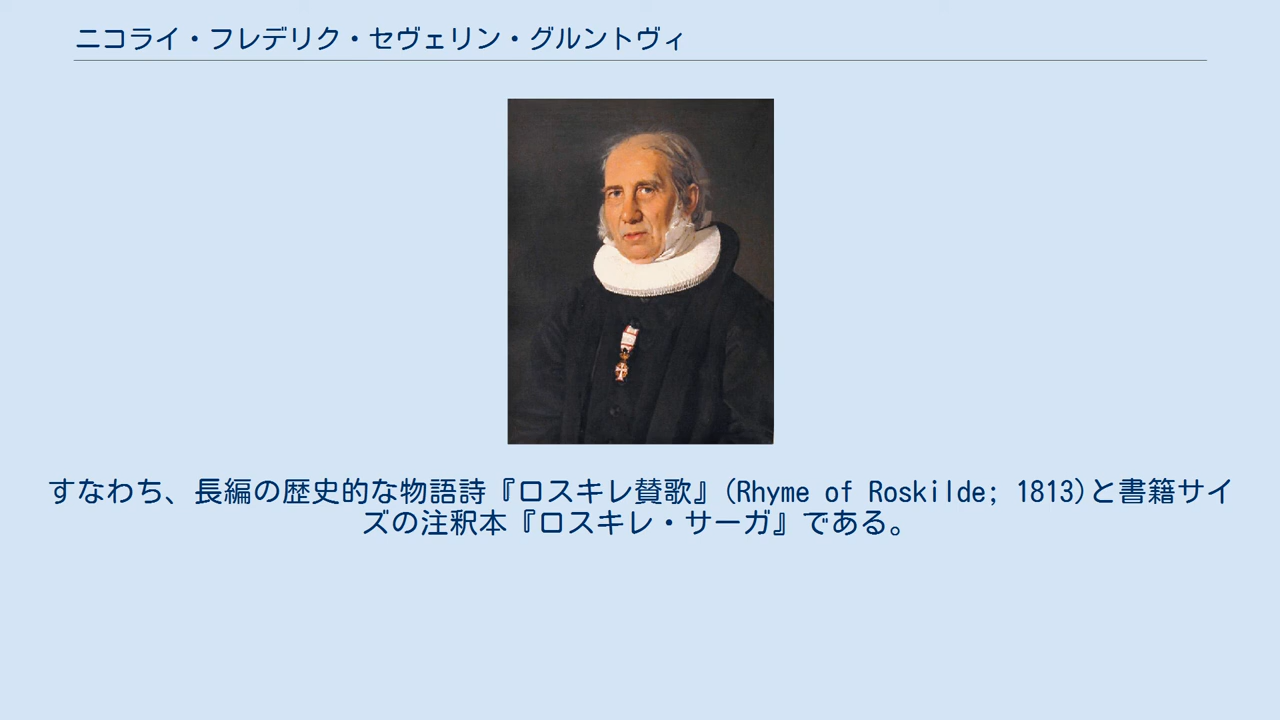 ニコライ・フレデリク・セヴェリン・グルントヴィ
すなわち、長編の歴史的な物語詩『ロスキレ賛歌』(Rhyme of Roskilde; 1813)と書籍サイ
ズの注釈本『ロスキレ・サーガ』である。